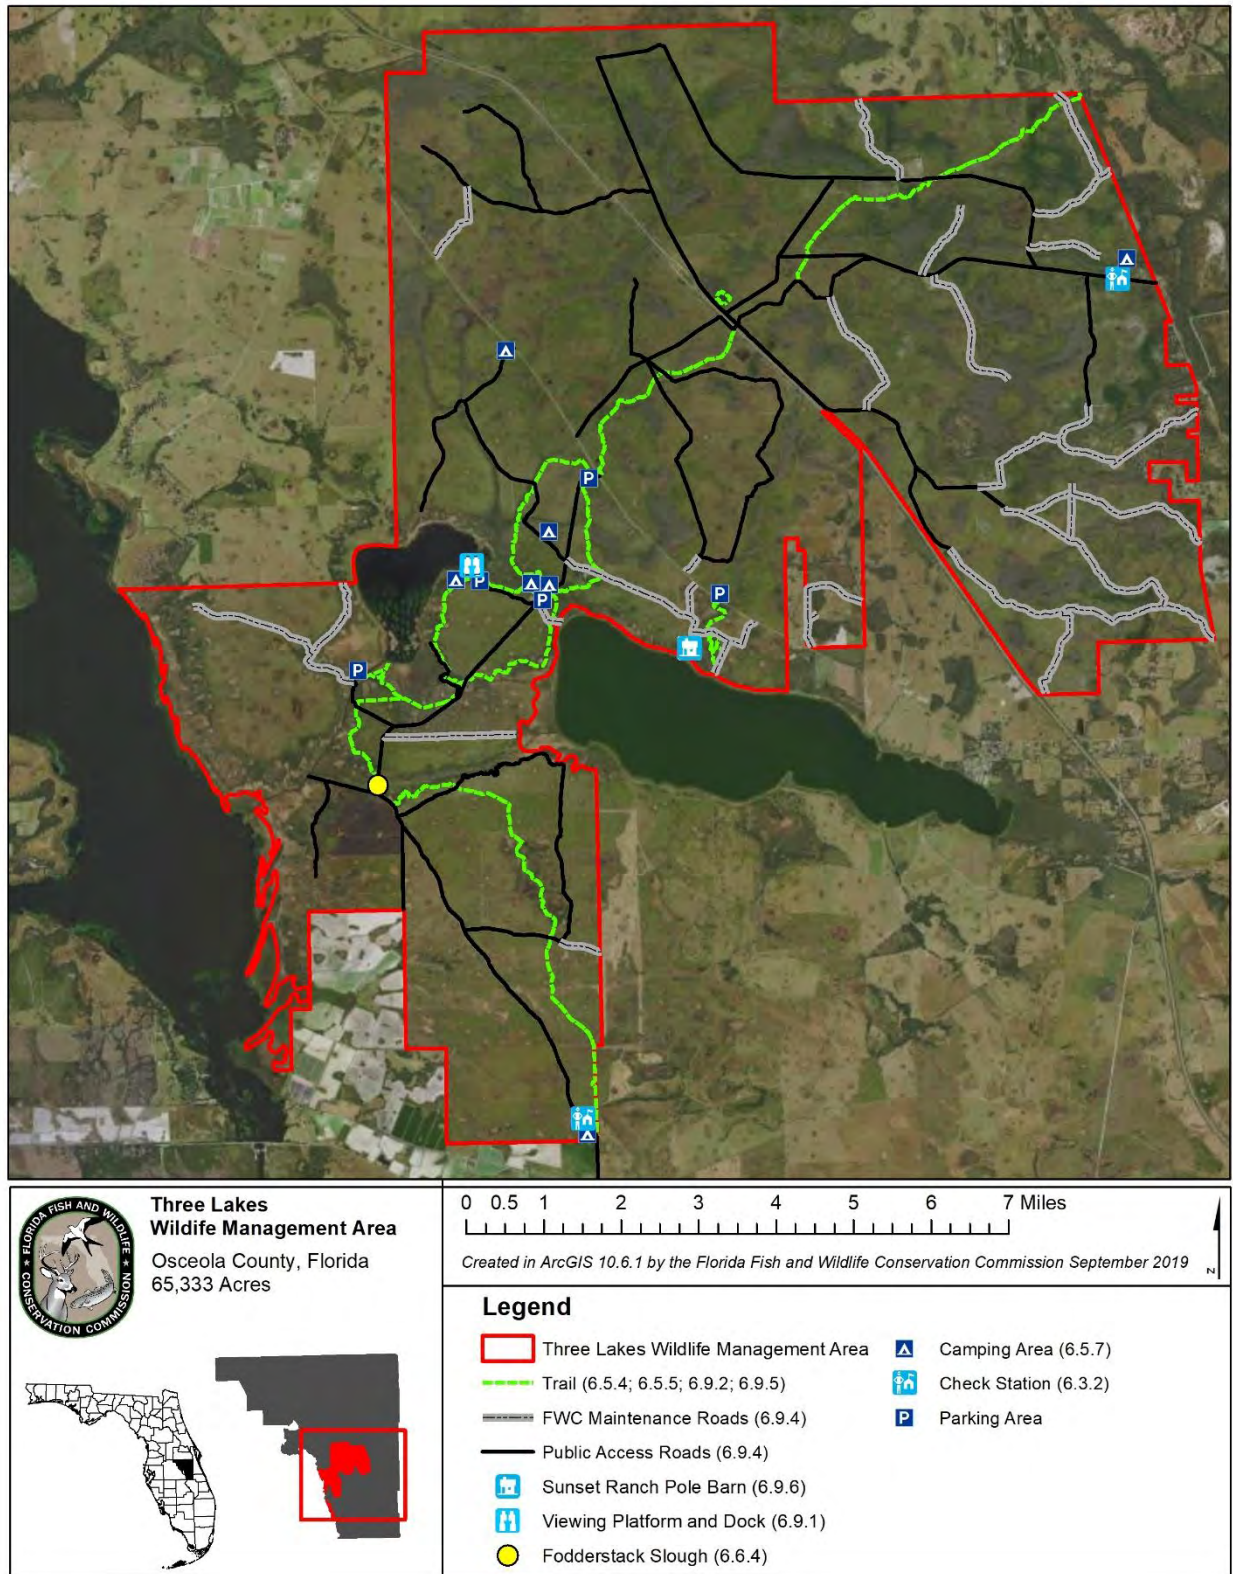 P
P
P
P
P
FLORIDA FISH AND WILDLIFE
CONSERVATION COMMISSION
Three Lakes
Wildife Management Area
Osceola County, Florida
65,333 Acres
0 0.5 1 2 3 4 5 6 7 Miles
Created in ArcGIS 10.6.1 by the Florida Fish and Wildlife Conservation Commission September 2019
N
Legend
Three Lakes Wildlife Management Area
Trail (6.5.4; 6.5.5; 6.9.2; 6.9.5)
FWC Maintenance Roads (6.9.4)
Public Access Roads (6.9.4)
Sunset Ranch Pole Barn (6.9.6)
Viewing Platform and Dock (6.9.1)
Fodderstack Slough (6.6.4)
Camping Area (6.5.7)
Check Station (6.3.2)
P Parking Area